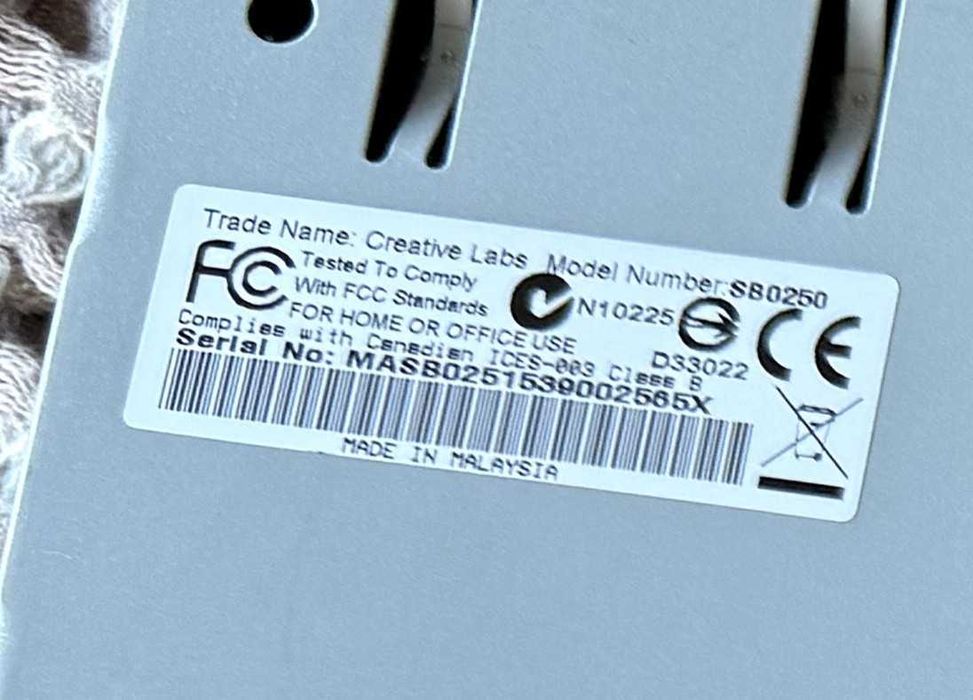 Trade Name: Creative Labs Model Number:SB0250
FC Tested To Comply
With FCC Standards
FOR HOME OR OFFICE USE
N10225
D33022
CE
Complies with Canadian ICES-003 Class B
Serial No: MASB02515390002565X
MADE IN MALAYSIA